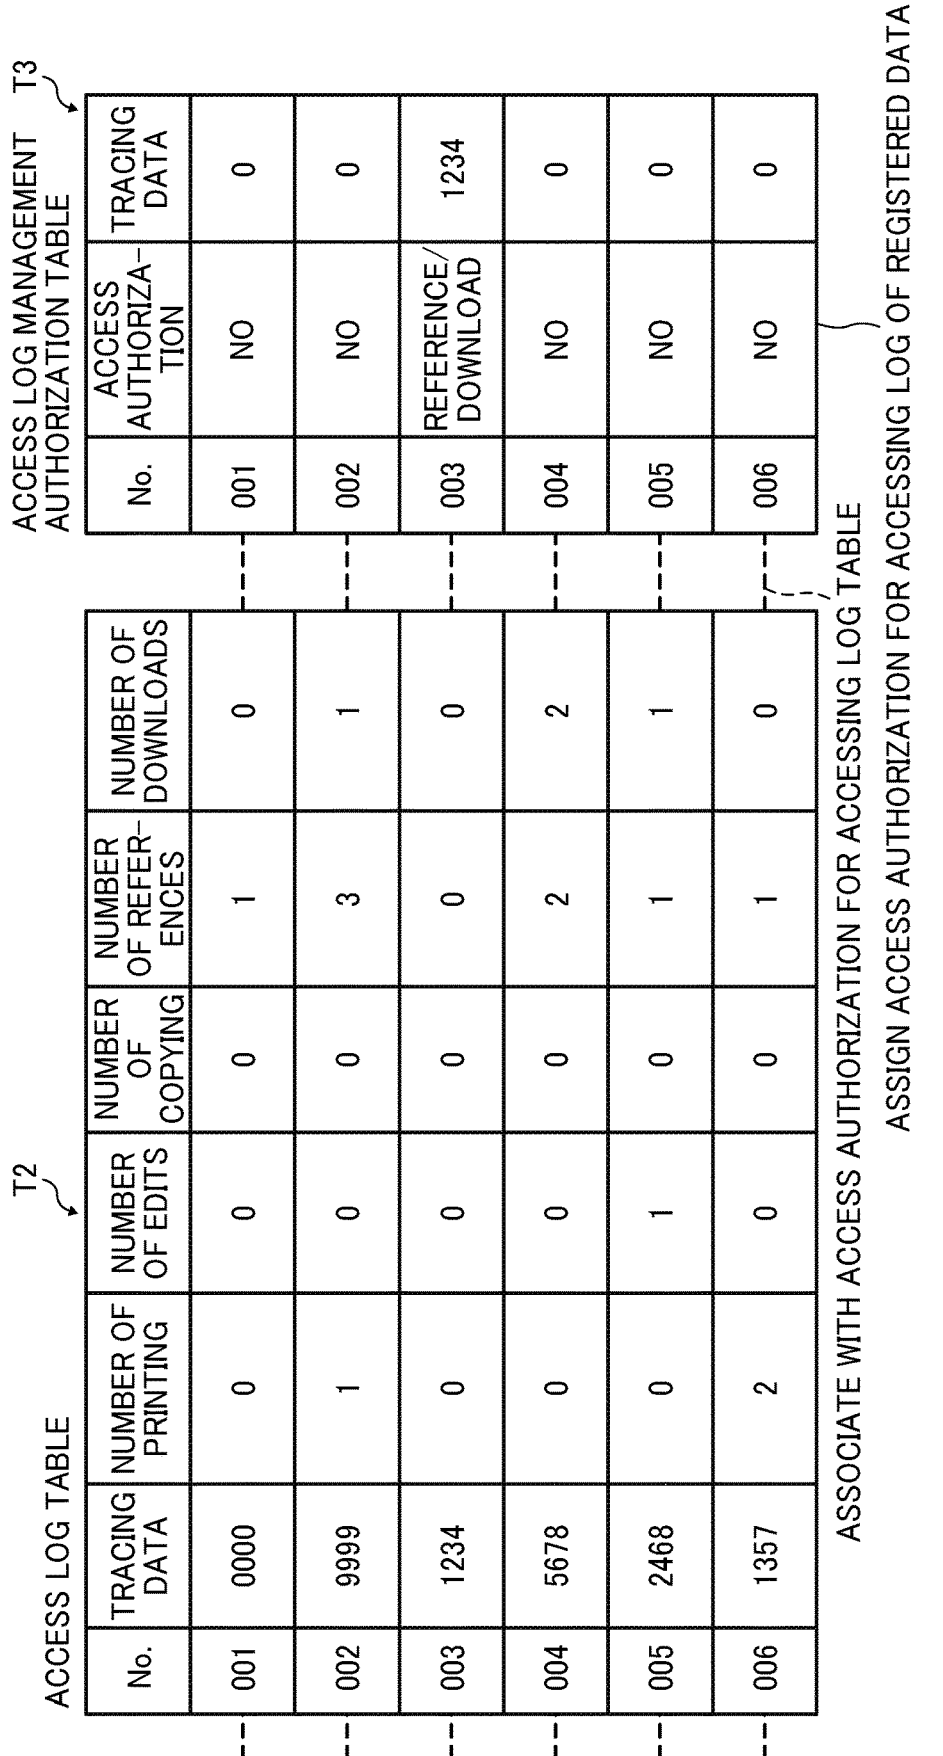 ACCESS LOG TABLE
T2
No.
TRACING
DATA
NUMBER OF
PRINTING
NUMBER
OF EDITS
NUMBER
OF
COPYING
NUMBER
OF REFER-
ENCES
NUMBER OF
DOWNLOADS
001 0000 0 0 0 1 0
002 9999 1 0 0 3 1
003 1234 0 0 0 0 0
004 5678 0 0 0 2 2
005 2468 0 1 0 1 1
006 1357 2 0 0 1 0
ACCESS LOG MANAGEMENT
AUTHORIZATION TABLE
T3
No.
ACCESS
AUTHORIZA-
TION
TRACING
DATA
001 NO 0
002 NO 0
003 REFERENCE/
DOWNLOAD 1234
004 NO 0
005 NO 0
006 NO 0
ASSOCIATE WITH ACCESS AUTHORIZATION FOR ACCESSING LOG TABLE
ASSIGN ACCESS AUTHORIZATION FOR ACCESSING LOG OF REGISTERED DATA